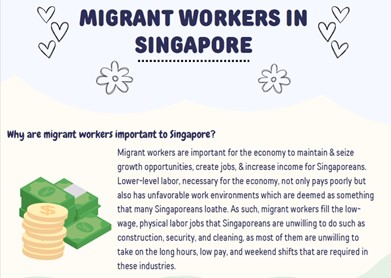 MIGRANT WORKERS IN
SINGAPORE
Why are migrant workers important to Singapore?
Migrant workers are important for the economy to maintain & seize
growth opportunities, create jobs, & increase income for Singaporeans.
Lower-level labor, necessary for the economy, not only pays poorly but
also has unfavorable work environments which are deemed as something
that many Singaporeans loathe. As such, migrant workers fill the low-
wage, physical labor jobs that Singaporeans are unwilling to do such as
construction, security, and cleaning, as most of them are unwilling to
take on the long hours, low pay, and weekend shifts that are required in
these industries.